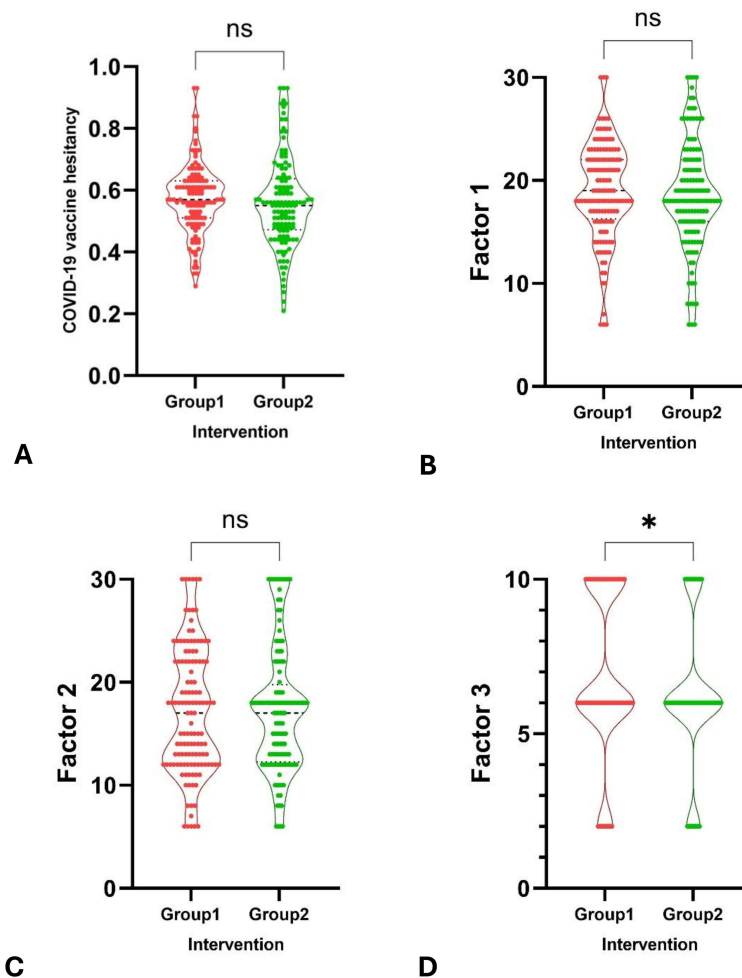 ns
1.0
0.8
0.6
0.4
0.2
0.0
COVID-19 vaccine hesitancy
Group1 Group2
Intervention
A
ns
30
20
10
0
Factor 1
Group1 Group2
Intervention
B
ns
30
20
10
0
Factor 2
Group1 Group2
Intervention
C
*
10
5
0
Factor 3
Group1 Group2
Intervention
D